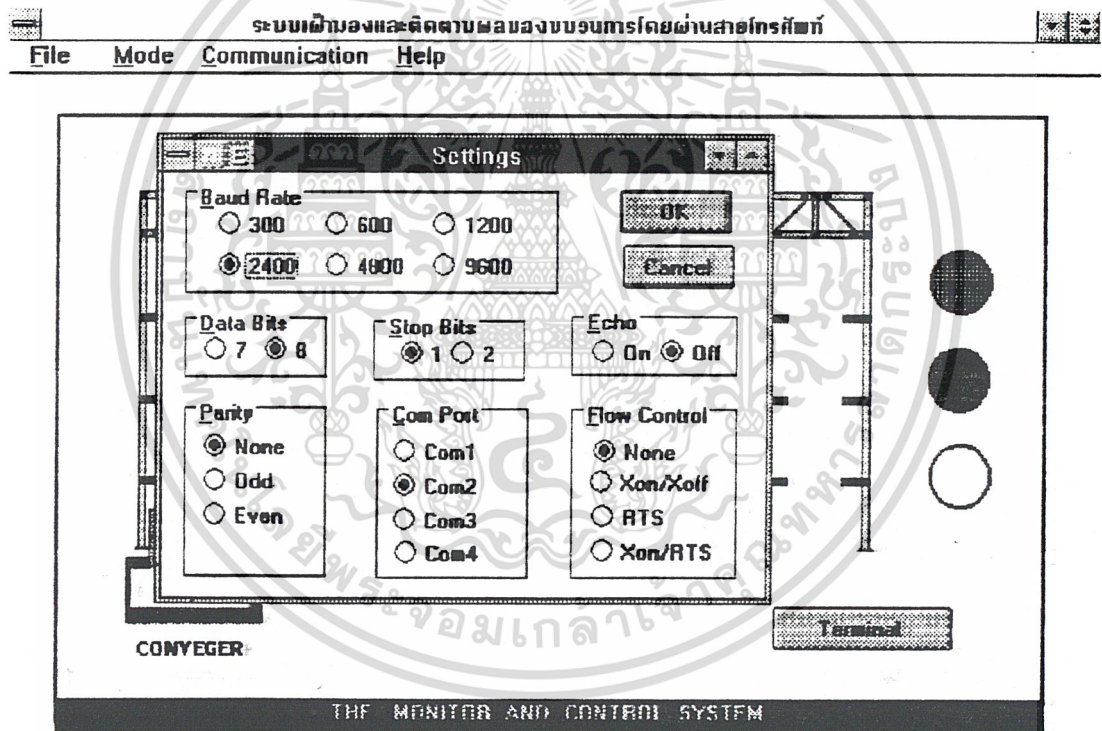 ระบบเฝ้ามองและติดตามผลของขบวนการโดยผ่านสายโทรศัพท์
File Mode Communication Help
Settings
Baud Rate
300 600 1200
2400 4800 9600
OK
Cancel
Data Bits
7 8
Stop Bits
1 2
Echo
On Off
Parity
None
Odd
Even
Com Port
Com1
Com2
Com3
Com4
Flow Control
None
Xon/Xoff
RTS
Xon/RTS
CONYEGER
Terminal
THE MONITOR AND CONTROL SYSTEM